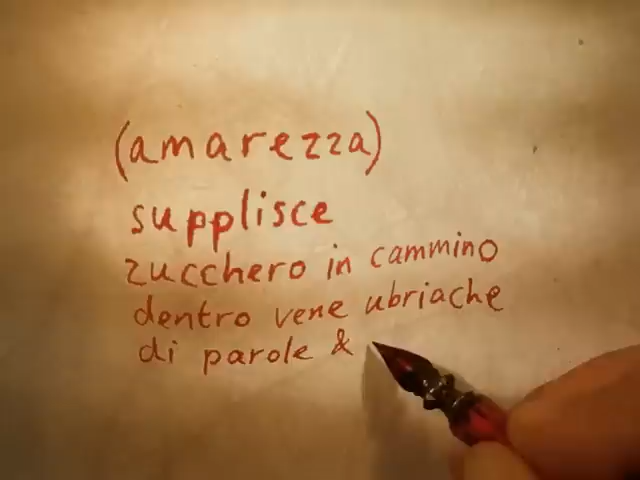 (amarezza)
supplisce
zucchero in cammino
dentro vene ubriache
di parole &